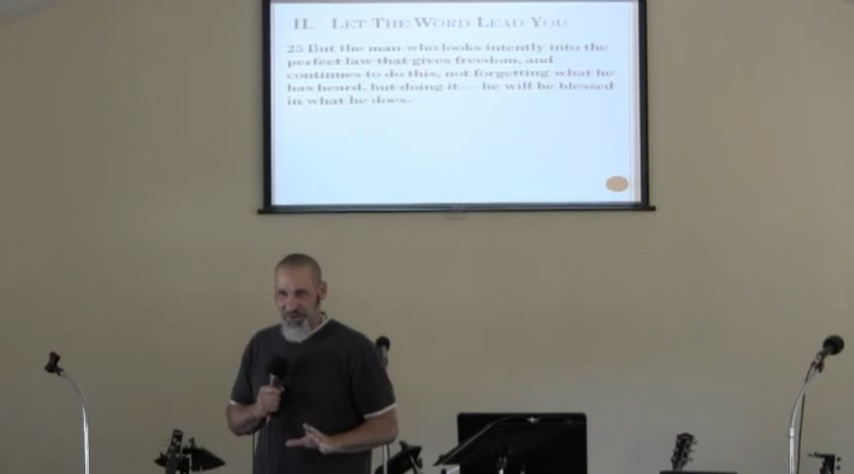 II. LET THE WORD LEAD YOU
25 But the man who looks intently into the
perfect law that gives freedom, and
continues to do this, not forgetting what he
has heard, but doing it—he will be blessed
in what he does.